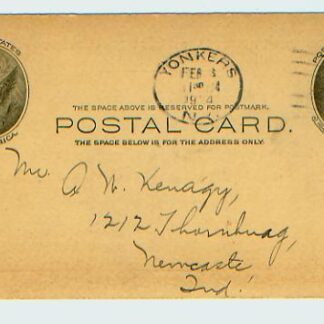 YONKERS
FEB 3
N.Y.
THE SPACE ABOVE IS RESERVED FOR POSTMARK.
POSTAL CARD.
THE SPACE BELOW IS FOR THE ADDRESS ONLY.
Mr. A W. Kenagy,
1212 Thornburg,
Newcastle
Ind.